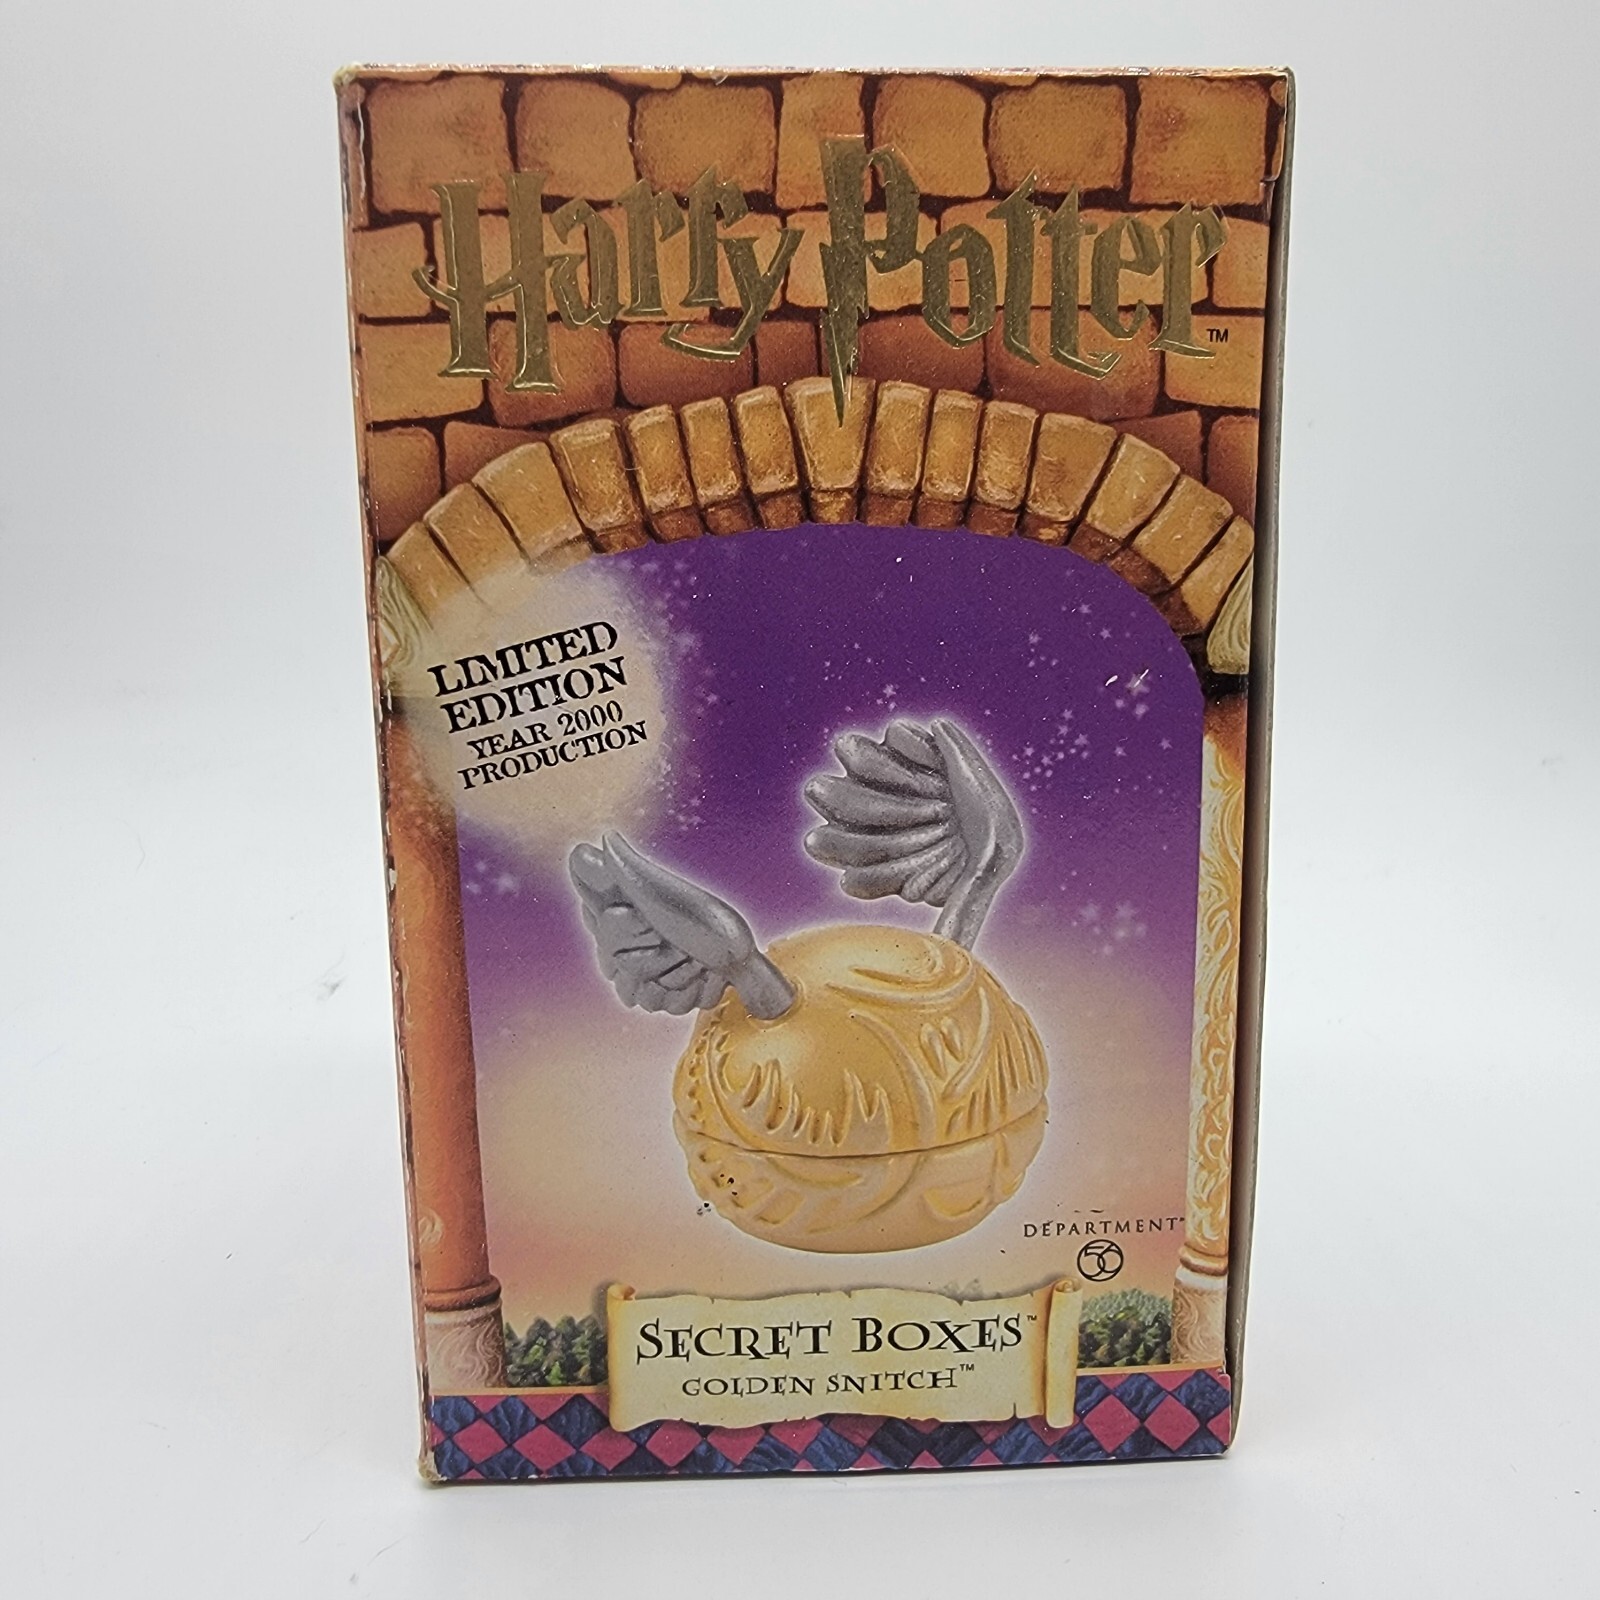 Harry Potter™
LIMITED
EDITION
YEAR 2000
PRODUCTION
DEPARTMENT
56
SECRET BOXES™
GOLDEN SNITCH™